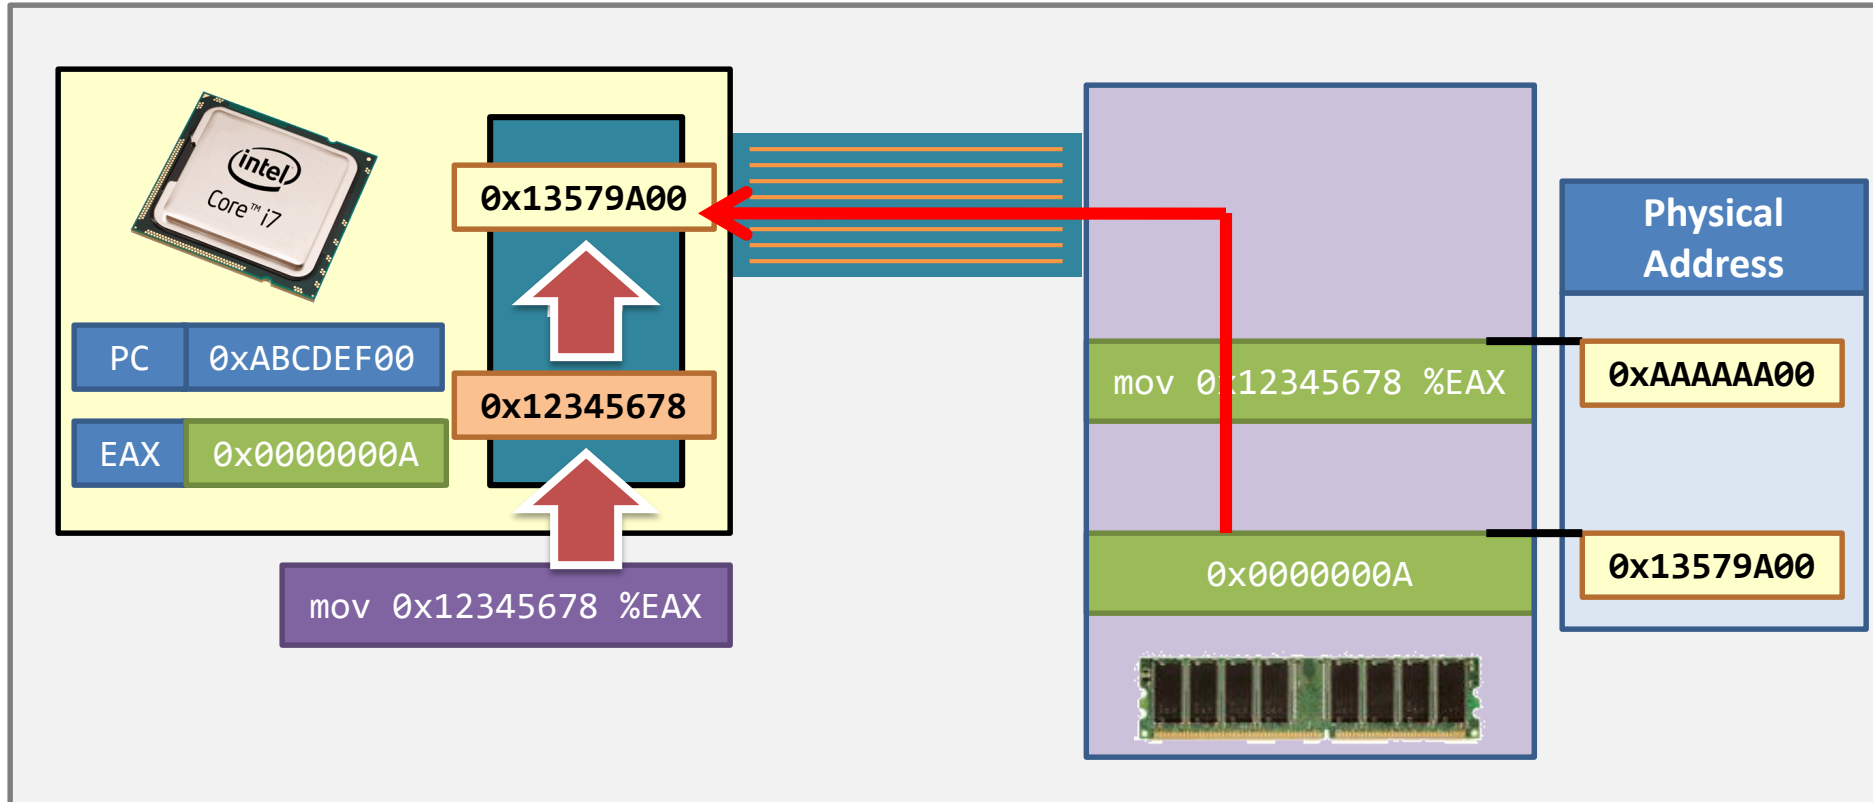 intel
Core™ i7
0x13579A00
PC 0xABCDEF00
0x12345678
EAX 0x0000000A
mov 0x12345678 %EAX
mov 0x12345678 %EAX
0x0000000A
Physical
Address
0xAAAAAA00
0x13579A00